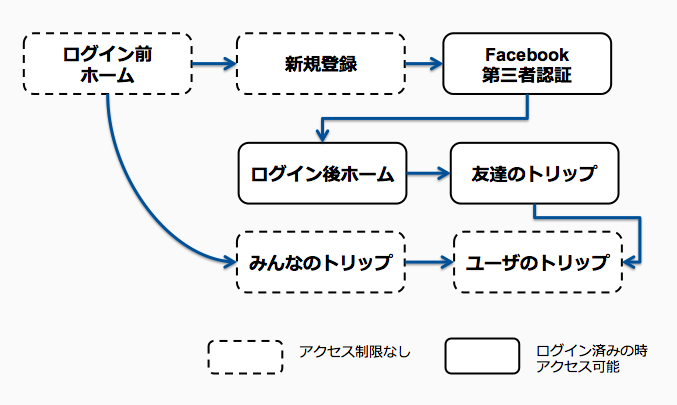 ログイン前
ホーム
新規登録
Facebook
第三者認証
ログイン後ホーム
友達のトリップ
みんなのトリップ
ユーザのトリップ
アクセス制限なし
ログイン済みの時
アクセス可能